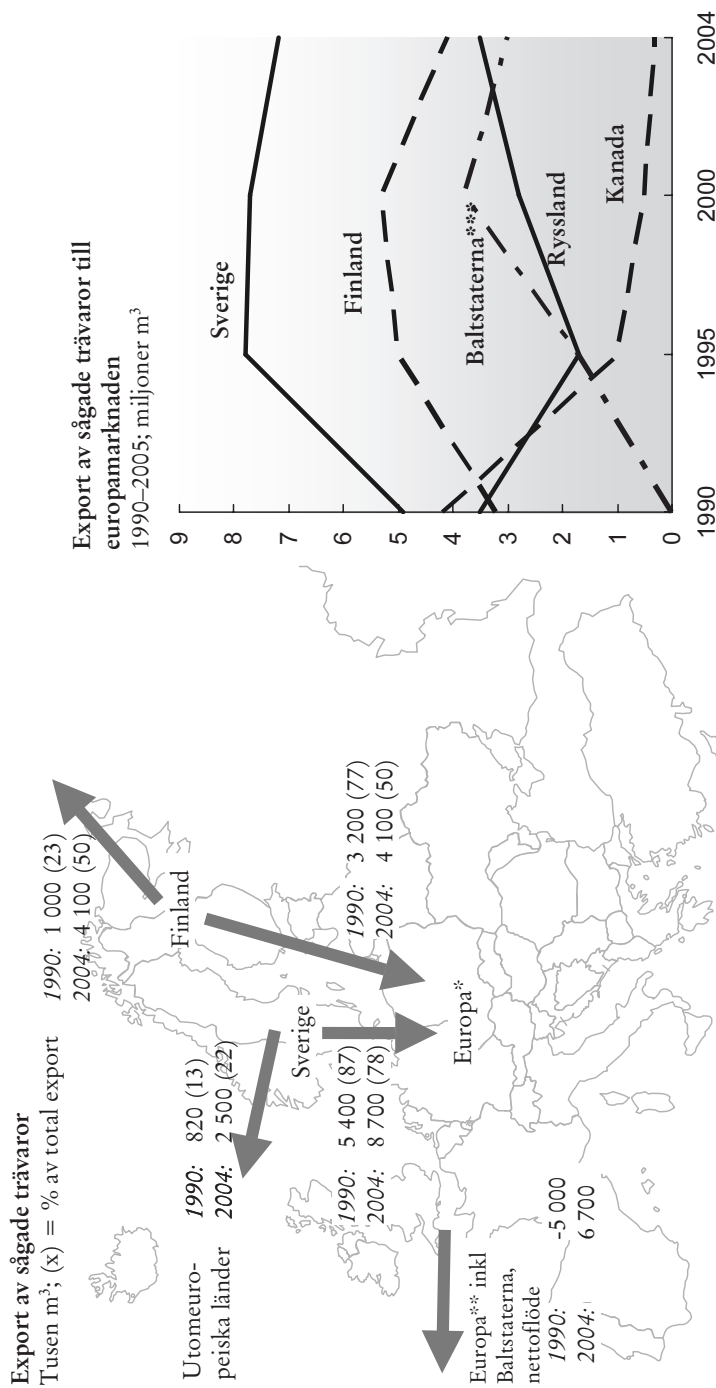 Export av sågade trävaror
Tusen m³; (x) = % av total export
1990: 1 000 (23)
2004: 4 100 (50)
Finland
Utomeuro-
peiska länder
1990: 820 (13)
2004: 2 500 (22)
Sverige
1990: 5 400 (87)
2004: 8 700 (78)
1990: 3 200 (77)
2004: 4 100 (50)
Europa*
Europa** inkl
Baltstaterna,
nettoflöde
1990: -5 000
2004: 6 700
Export av sågade trävaror till
europamarknaden
1990–2005; miljoner m³
9
8
7
6
5
4
3
2
1
0
Sverige
Finland
Baltstaterna***
Ryssland
Kanada
1990 1995 2000 2004